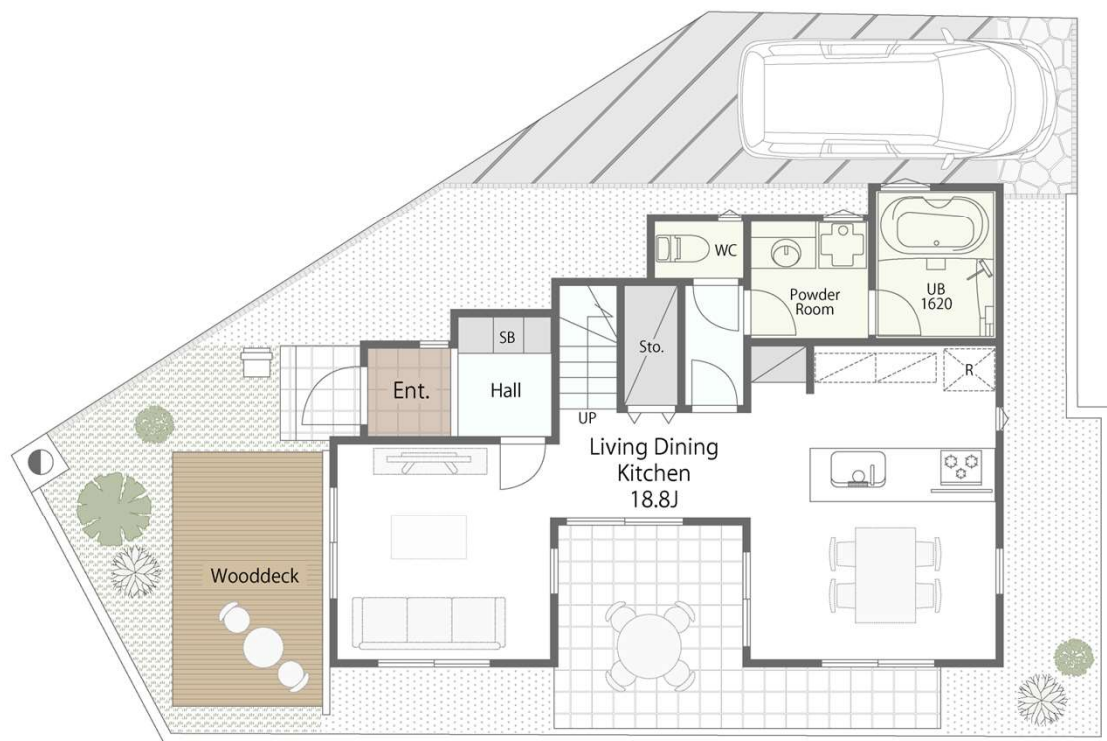 WC
Powder
Room
UB
1620
SB
Sto.
R
Ent.
Hall
UP
Living Dining
Kitchen
18.8J
Wooddeck